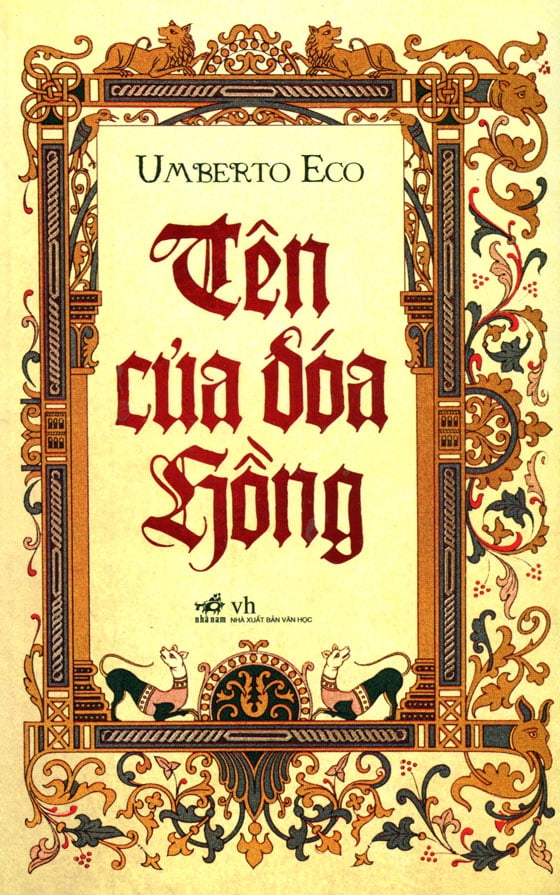 UMBERTO ECO
Tên
của đóa
Hồng
nhã nam
vh
NHÀ XUẤT BẢN VĂN HỌC